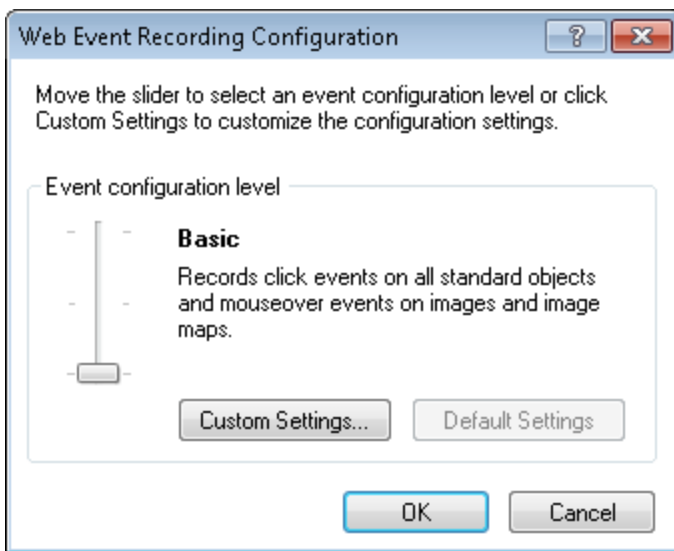 Web Event Recording Configuration
Move the slider to select an event configuration level or click
Custom Settings to customize the configuration settings.
Event configuration level
Basic
Records click events on all standard objects
and mouseover events on images and image
maps.
Custom Settings... Default Settings
OK Cancel